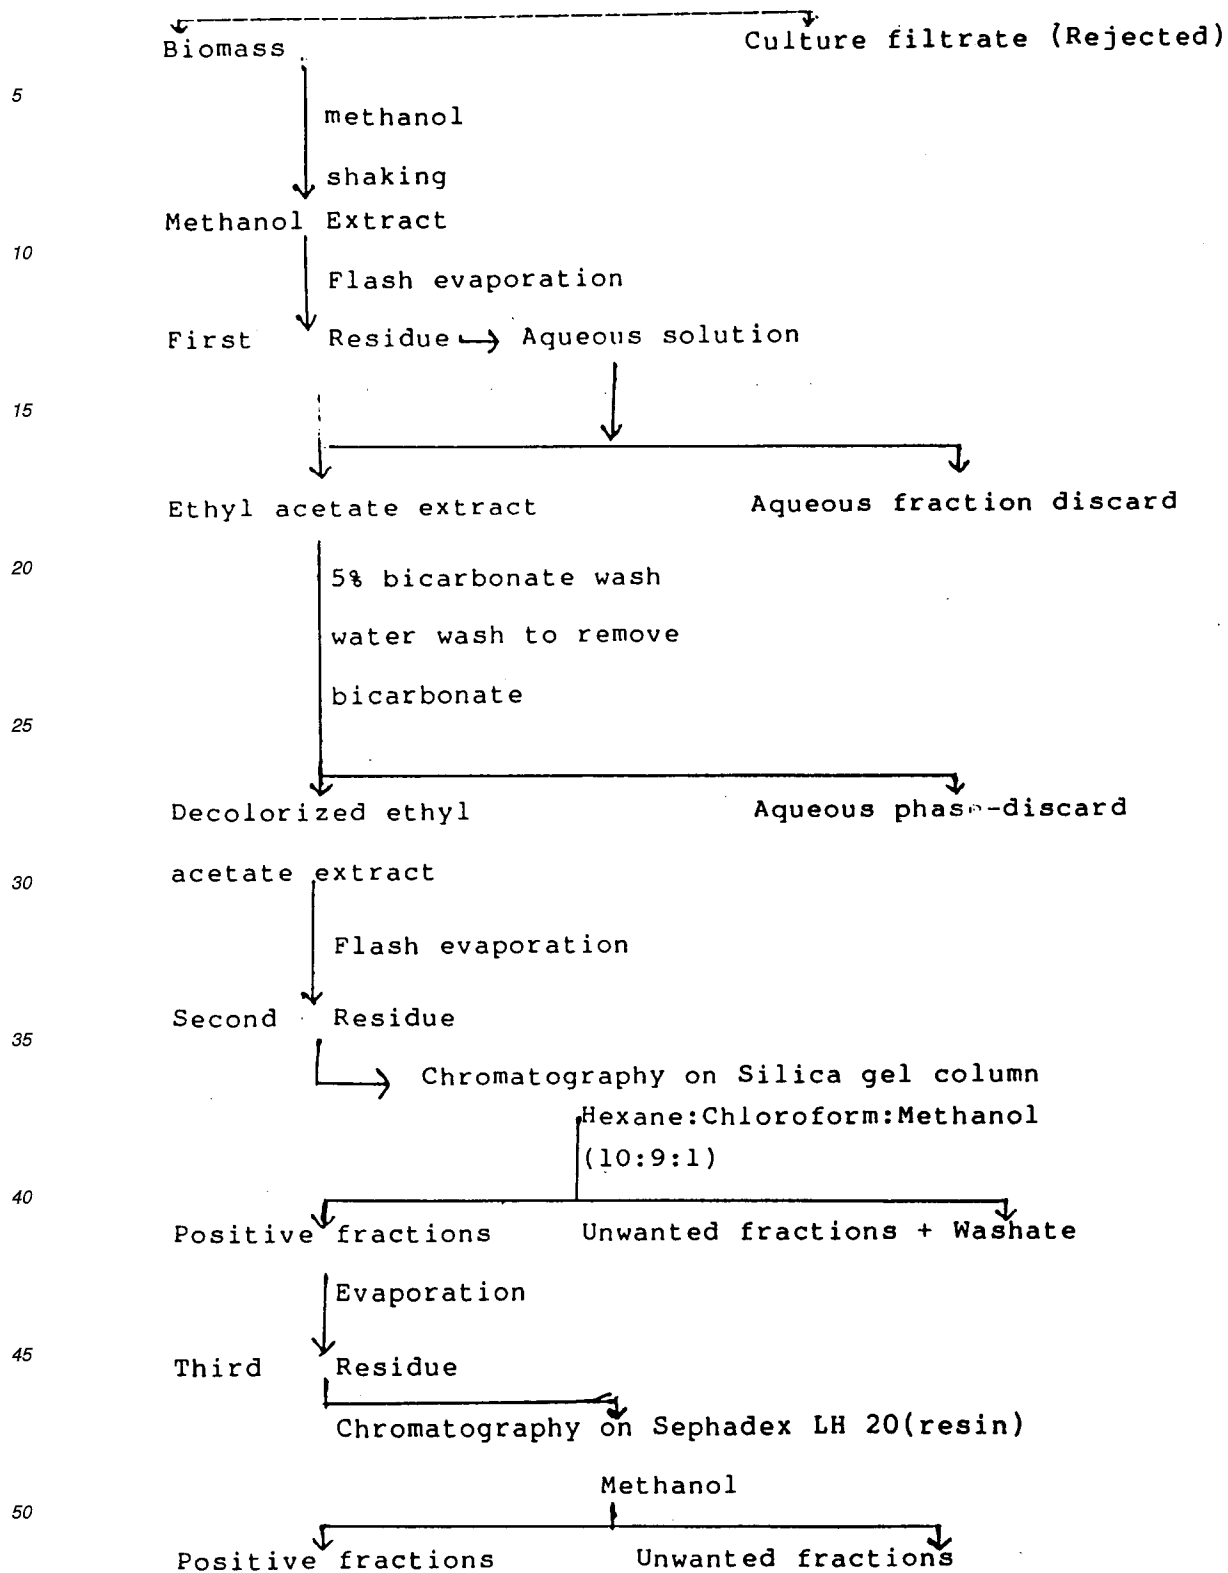 Biomass Culture filtrate (Rejected)
5
methanol
shaking
Methanol Extract
10
Flash evaporation
First Residue Aqueous solution
15
Ethyl acetate extract Aqueous fraction discard
20
5% bicarbonate wash
water wash to remove
bicarbonate
25
Decolorized ethyl Aqueous phase-discard
acetate extract
30
Flash evaporation
Second Residue
35
Chromatography on Silica gel column
Hexane:Chloroform:Methanol
(10:9:1)
40
Positive fractions Unwanted fractions + Washate
Evaporation
45
Third Residue
Chromatography on Sephadex LH 20(resin)
Methanol
50
Positive fractions Unwanted fractions